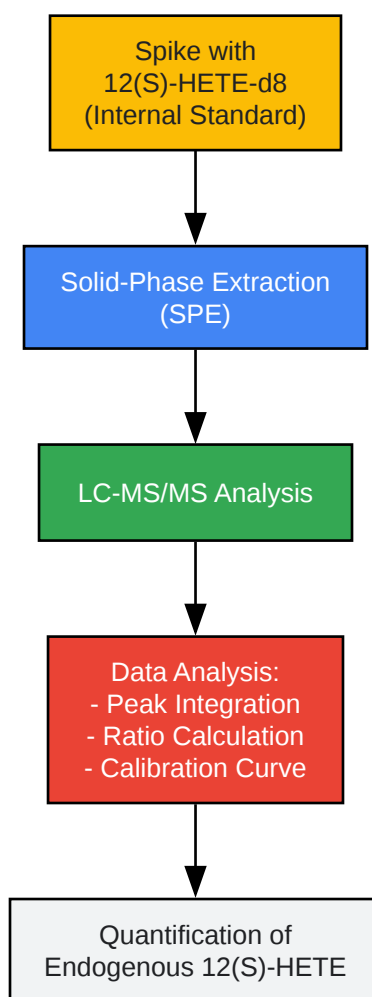 Spike with
12(S)-HETE-d8
(Internal Standard)
Solid-Phase Extraction
(SPE)
LC-MS/MS Analysis
Data Analysis:
- Peak Integration
- Ratio Calculation
- Calibration Curve
Quantification of
Endogenous 12(S)-HETE